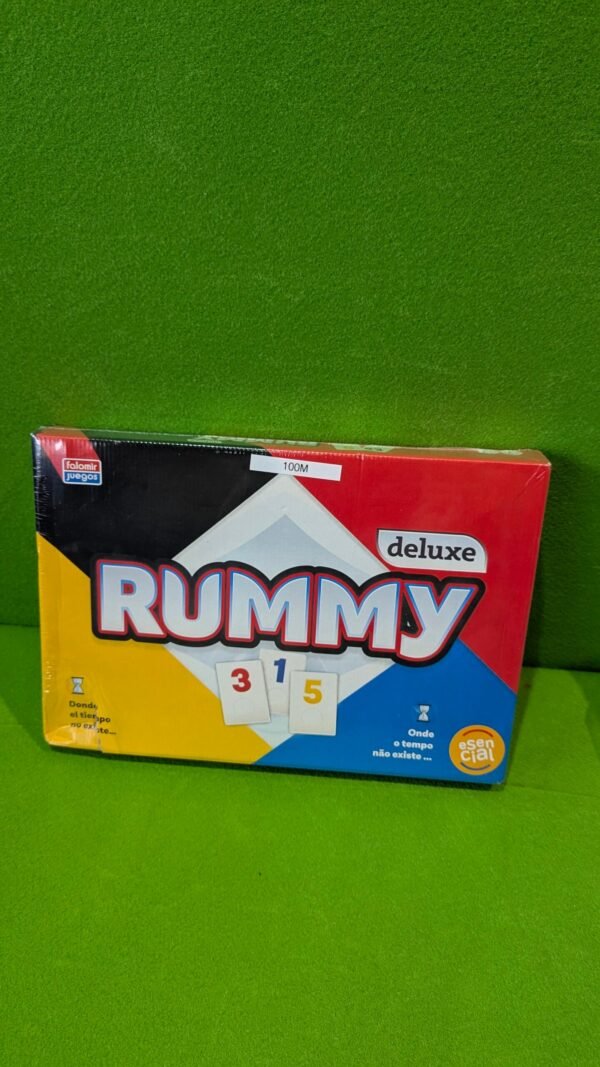 falomir
juegos
100M
deluxe
RUMMY
3 1 5
Donde
el tiempo
no existe...
Onde
o tempo
não existe ...
esen
cial